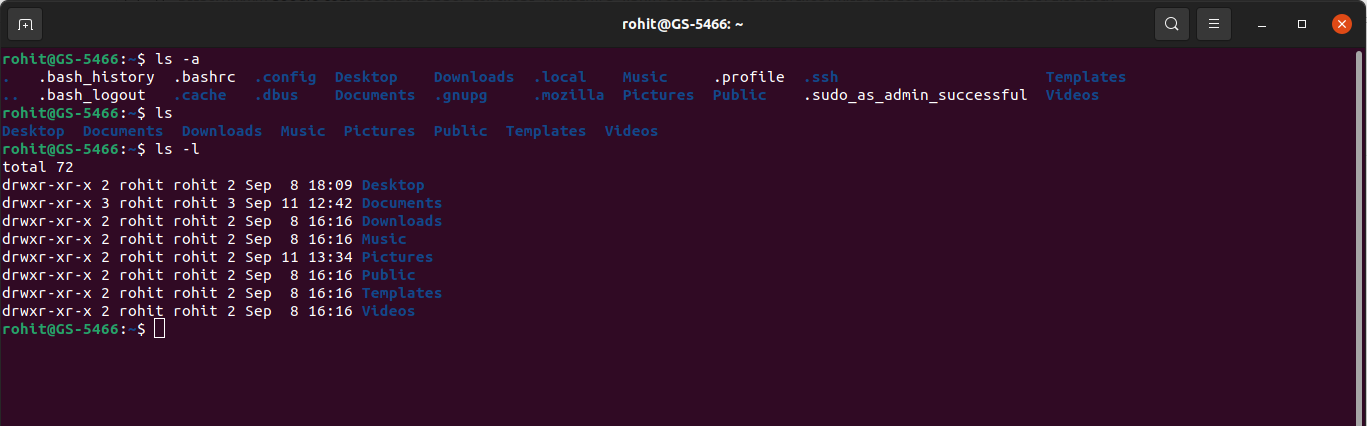 rohit@GS-5466: ~
rohit@GS-5466:~$ ls -a
.   .bash_history  .bashrc  .config  Desktop    Downloads  .local    Music     .profile  .ssh                       Templates
..  .bash_logout   .cache   .dbus    Documents  .gnupg     .mozilla  Pictures  Public    .sudo_as_admin_successful  Videos
rohit@GS-5466:~$ ls
Desktop  Documents  Downloads  Music  Pictures  Public  Templates  Videos
rohit@GS-5466:~$ ls -l
total 72
drwxr-xr-x 2 rohit rohit 2 Sep  8 18:09 Desktop
drwxr-xr-x 3 rohit rohit 3 Sep 11 12:42 Documents
drwxr-xr-x 2 rohit rohit 2 Sep  8 16:16 Downloads
drwxr-xr-x 2 rohit rohit 2 Sep  8 16:16 Music
drwxr-xr-x 2 rohit rohit 2 Sep 11 13:34 Pictures
drwxr-xr-x 2 rohit rohit 2 Sep  8 16:16 Public
drwxr-xr-x 2 rohit rohit 2 Sep  8 16:16 Templates
drwxr-xr-x 2 rohit rohit 2 Sep  8 16:16 Videos
rohit@GS-5466:~$